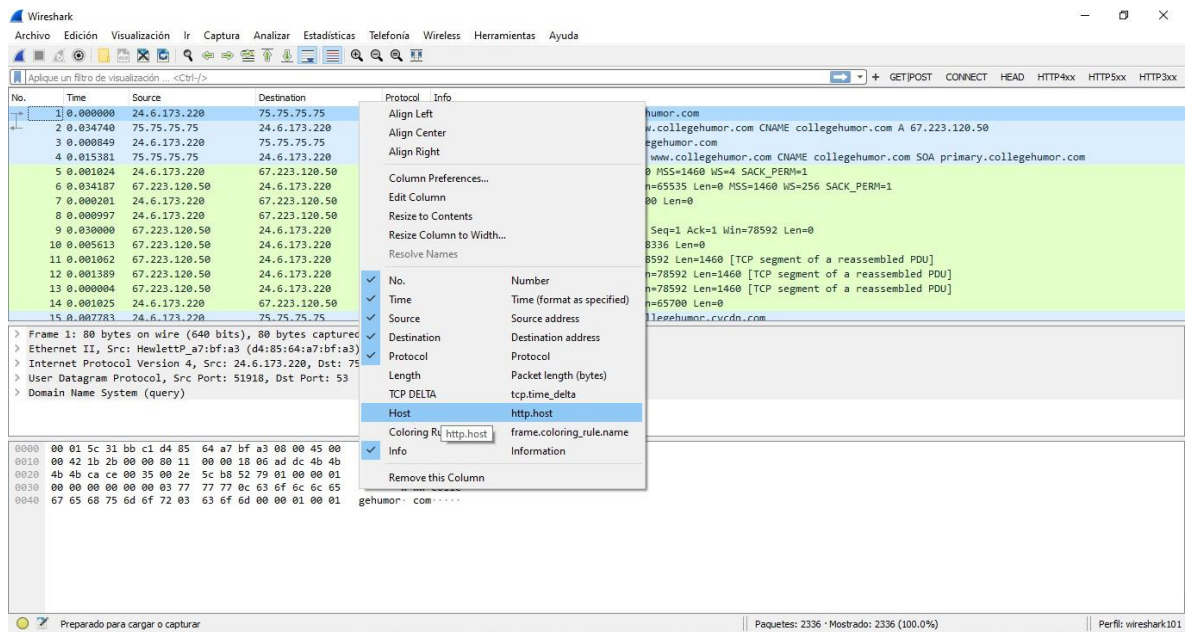 Wireshark
Archivo Edición Visualización Ir Captura Analizar Estadísticas Telefonía Wireless Herramientas Ayuda
Aplique un filtro de visualización ... <Ctrl-/>
+ GET|POST CONNECT HEAD HTTP4xx HTTP5xx HTTP3xx
No. Time Source Destination Protocol Info
1 0.000000 24.6.173.220 75.75.75.75 humor.com
2 0.034740 75.75.75.75 24.6.173.220 w.collegehumor.com CNAME collegehumor.com A 67.223.120.50
3 0.000849 24.6.173.220 75.75.75.75 egehumor.com
4 0.015381 75.75.75.75 24.6.173.220 www.collegehumor.com CNAME collegehumor.com SOA primary.collegehumor.com
5 0.001024 24.6.173.220 67.223.120.50 0 MSS=1460 WS=4 SACK_PERM=1
6 0.034187 67.223.120.50 24.6.173.220 n=65535 Len=0 MSS=1460 WS=256 SACK_PERM=1
7 0.000201 24.6.173.220 67.223.120.50 00 Len=0
8 0.000997 24.6.173.220 67.223.120.50
9 0.030000 67.223.120.50 24.6.173.220 Seq=1 Ack=1 Win=78592 Len=0
10 0.005613 67.223.120.50 24.6.173.220 8336 Len=0
11 0.001062 67.223.120.50 24.6.173.220 8592 Len=1460 [TCP segment of a reassembled PDU]
12 0.001389 67.223.120.50 24.6.173.220 n=78592 Len=1460 [TCP segment of a reassembled PDU]
13 0.000004 67.223.120.50 24.6.173.220 n=78592 Len=1460 [TCP segment of a reassembled PDU]
14 0.001025 24.6.173.220 67.223.120.50 n=65700 Len=0
15 0.007783 24.6.173.220 75.75.75.75 llegehumor.cvcdn.com
Align Left
Align Center
Align Right
Column Preferences...
Edit Column
Resize to Contents
Resize Column to Width...
Resolve Names
No. Number
Time Time (format as specified)
Source Source address
Destination Destination address
Protocol Protocol
Length Packet length (bytes)
TCP DELTA tcp.time_delta
Host http.host
Coloring Ru http.host frame.coloring_rule.name
Info Information
Remove this Column
> Frame 1: 80 bytes on wire (640 bits), 80 bytes captured
> Ethernet II, Src: HewlettP_a7:bf:a3 (d4:85:64:a7:bf:a3)
> Internet Protocol Version 4, Src: 24.6.173.220, Dst: 75
> User Datagram Protocol, Src Port: 51918, Dst Port: 53
> Domain Name System (query)
0000 00 01 5c 31 bb c1 d4 85 64 a7 bf a3 08 00 45 00
0010 00 42 1b 2b 00 00 80 11 00 00 18 06 ad dc 4b 4b
0020 4b 4b ca ce 00 35 00 2e 5c b8 52 79 01 00 00 01
0030 00 00 00 00 00 00 03 77 77 77 0c 63 6f 6c 6c 65
0040 67 65 68 75 6d 6f 72 03 63 6f 6d 00 00 01 00 01 gehumor· com·····
Preparado para cargar o capturar
Paquetes: 2336 · Mostrado: 2336 (100.0%)
Perfil: wireshark101